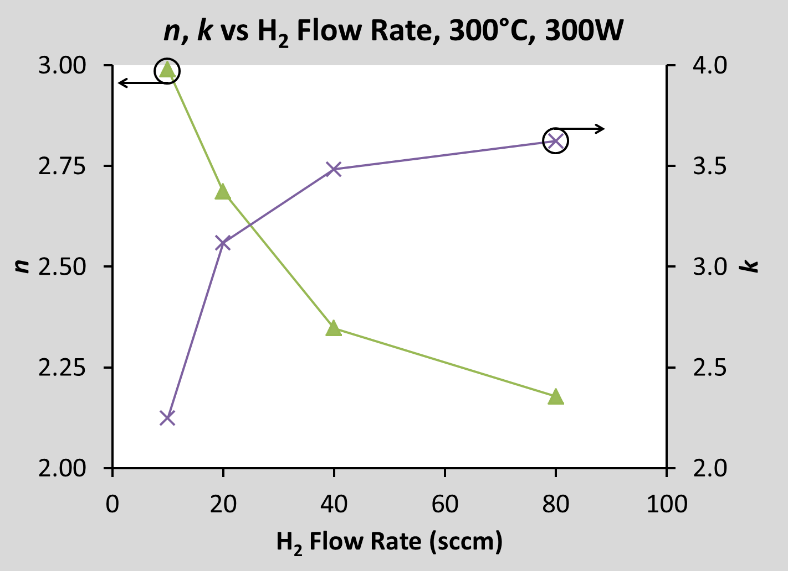 n, k vs H₂ Flow Rate, 300°C, 300W
3.00
2.75
2.50
2.25
2.00
n
4.0
3.5
3.0
2.5
2.0
k
0 20 40 60 80 100
H₂ Flow Rate (sccm)